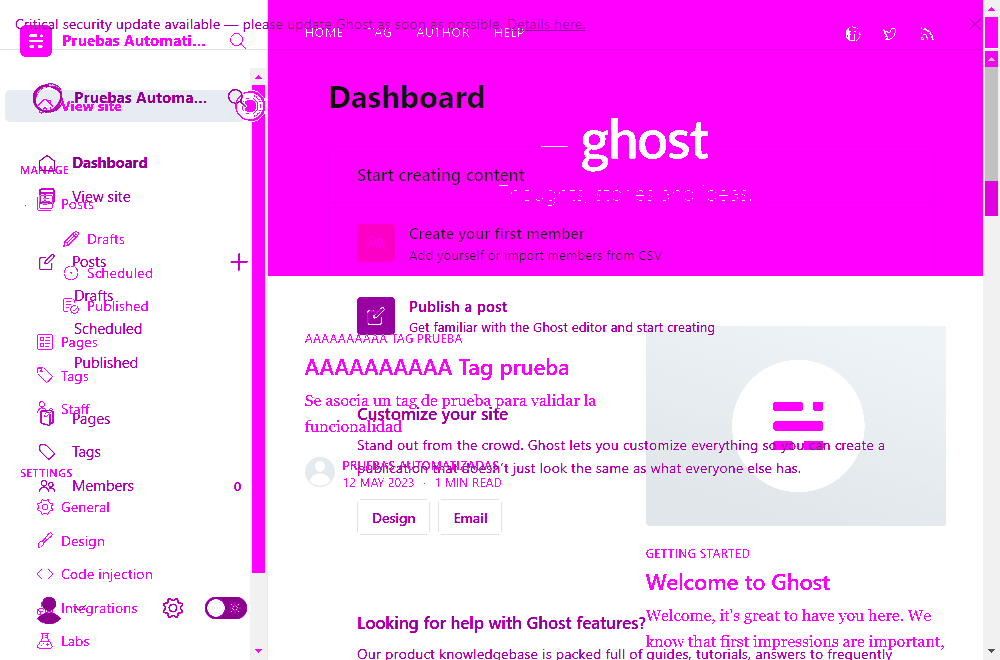 Critical security update available — please update Ghost as soon as possible. Details here.
HOME TAG AUTHOR HELP
Pruebas Automati...
Pruebas Automa...
View site
Dashboard
ghost
Thoughts, stories and ideas.
Dashboard
MANAGE
View site
Posts
Drafts
Posts
Scheduled
Drafts
Published
Scheduled
Pages
Published
Tags
Staff
Pages
Tags
SETTINGS
Members 0
General
Design
Code injection
Integrations
Labs
Start creating content
Create your first member
Add yourself or import members from CSV
Publish a post
Get familiar with the Ghost editor and start creating
AAAAAAAAAA TAG PRUEBA
AAAAAAAAAA Tag prueba
Se asocia un tag de prueba para validar la
funcionalidad
Customize your site
Stand out from the crowd. Ghost lets you customize everything so you can create a
publication that doesn't just look the same as what everyone else has.
PRUEBAS AUTOMATIZADAS
12 MAY 2023 · 1 MIN READ
Design Email
GETTING STARTED
Welcome to Ghost
Welcome, it's great to have you here. We
know that first impressions are important,
Looking for help with Ghost features?
Our product knowledgebase is packed full of guides, tutorials, answers to frequently